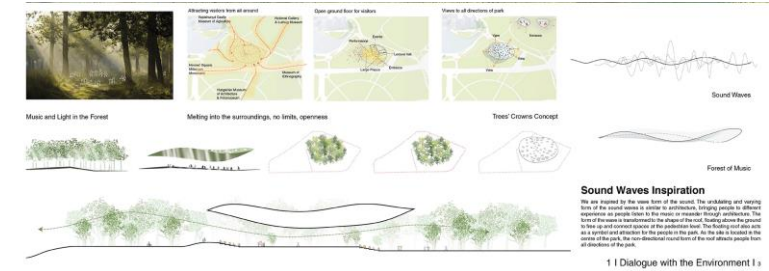 Attracting visitors from all around
Open ground floor for visitors
Views to all directions of park
Museum of
Ethnography
Entrance
View
View
View
Music and Light in the Forest
Melting into the surroundings, no limits, openness
Trees' Crowns Concept
Sound Waves
Forest of Music
Sound Waves Inspiration
We are inspired by the wave form of the sound. The undulating and varying
form of the sound waves is similar to architecture, bringing people to different
experience as people listen to the music or meander through architecture. The
form of the wave is transformed to the shape of the roof, floating above the ground
to free up and connect spaces at the pedestrian level. The floating roof also acts
as a symbol and attraction for the people in the park. As the site is located in the
centre of the park, the non-directional round form of the roof attracts people from
all directions of the park.
1 I Dialogue with the Environment I 3